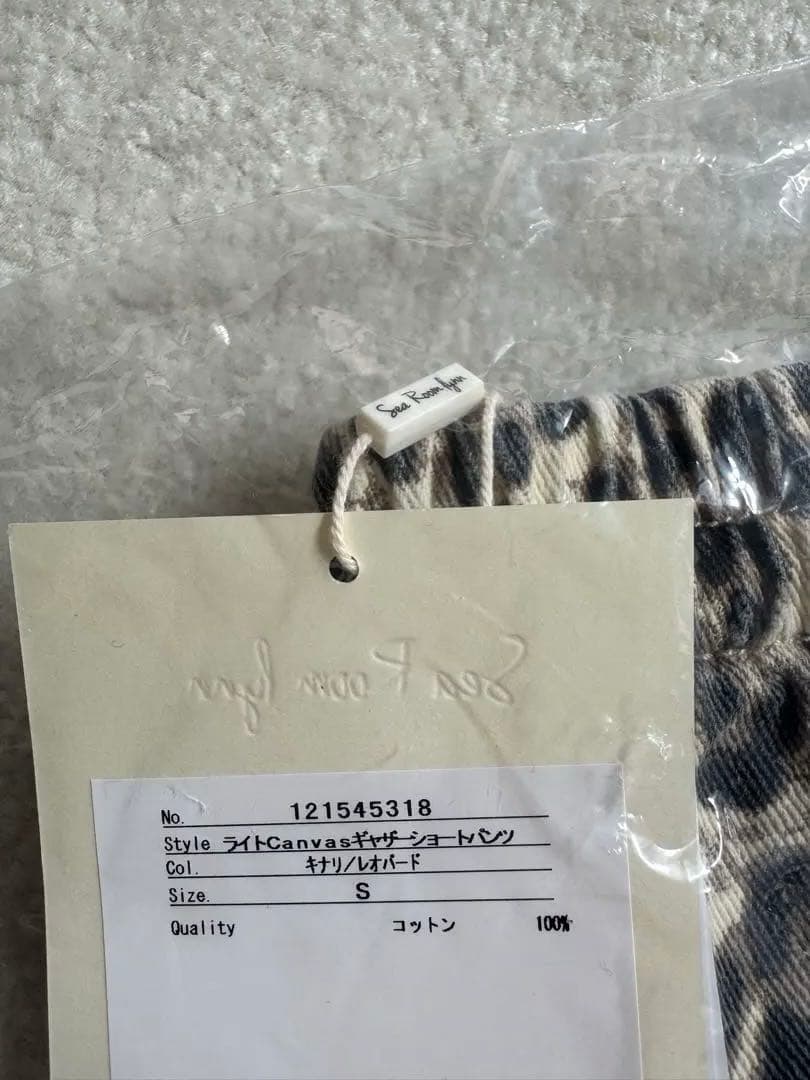 Sea Room lynn
Sea Room lynn
No. 121545318
Style ライトCanvasギャザーショートパンツ
Col. キナリ/レオパード
Size. S
Quality コットン 100%